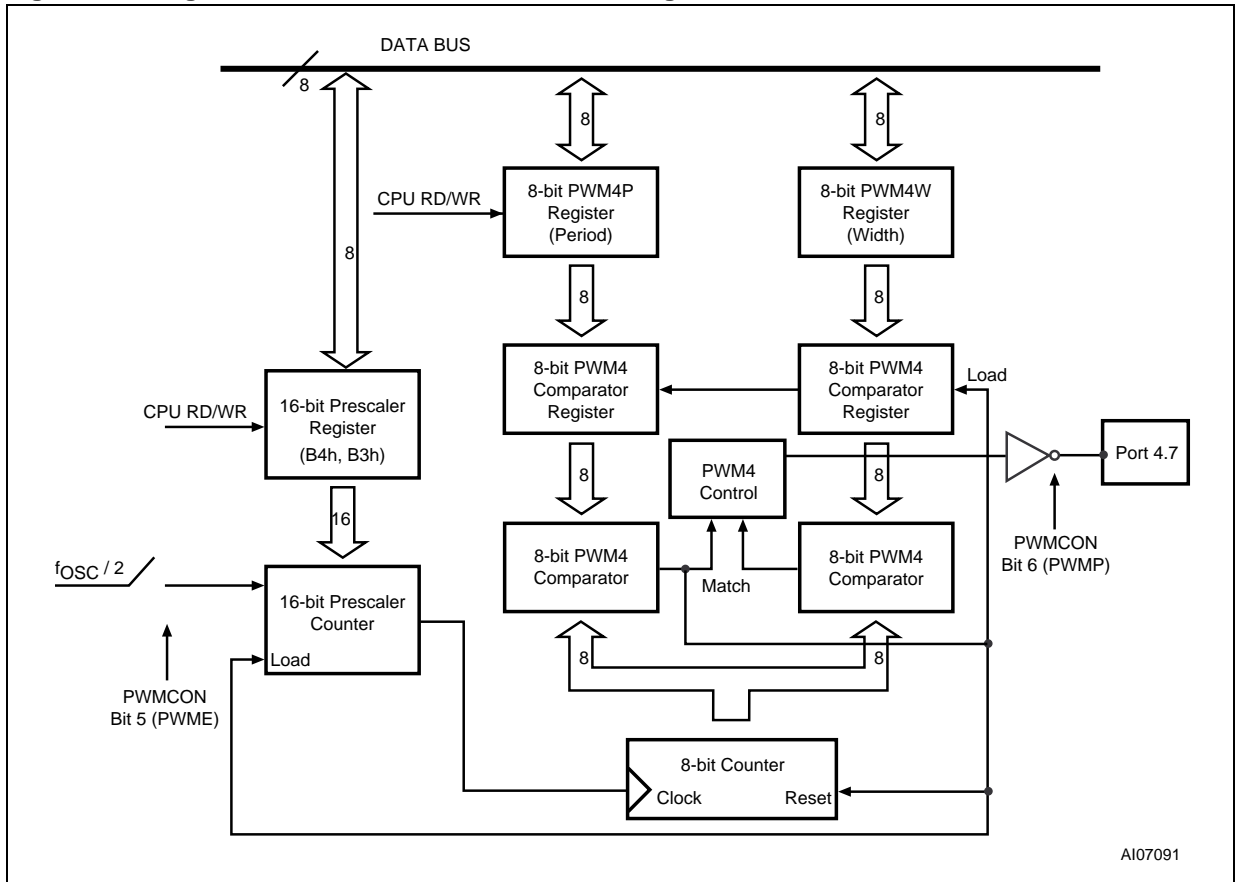 DATA BUS
8
8
8
8
CPU RD/WR
8-bit PWM4P
Register
(Period)
8-bit PWM4W
Register
(Width)
8
8
8-bit PWM4
Comparator
Register
8-bit PWM4
Comparator
Register
Load
CPU RD/WR
16-bit Prescaler
Register
(B4h, B3h)
8
PWM4
Control
8
Port 4.7
16
fOSC / 2
8-bit PWM4
Comparator
Match
8-bit PWM4
Comparator
PWMCON
Bit 6 (PWMP)
16-bit Prescaler
Counter
Load
8
8
PWMCON
Bit 5 (PWME)
8-bit Counter
Clock
Reset
AI07091